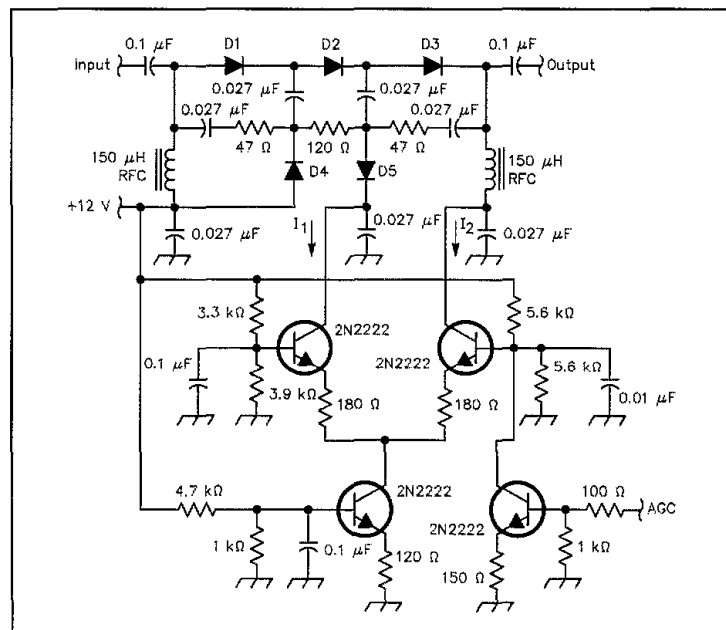 0.1 μF D1 D2 D3 0.1 μF
Input Output
0.027 μF 0.027 μF
0.027 μF 0.027 μF
47 Ω 120 Ω 47 Ω
150 μH RFC
D4 D5
150 μH RFC
+12 V
0.027 μF I1 0.027 μF I2 0.027 μF
3.3 kΩ 2N2222 5.6 kΩ
0.1 μF 2N2222 5.6 kΩ
3.9 kΩ 180 Ω 180 Ω 0.01 μF
4.7 kΩ 2N2222 100 Ω
AGC
1 kΩ 0.1 μF 2N2222 1 kΩ
120 Ω 150 Ω